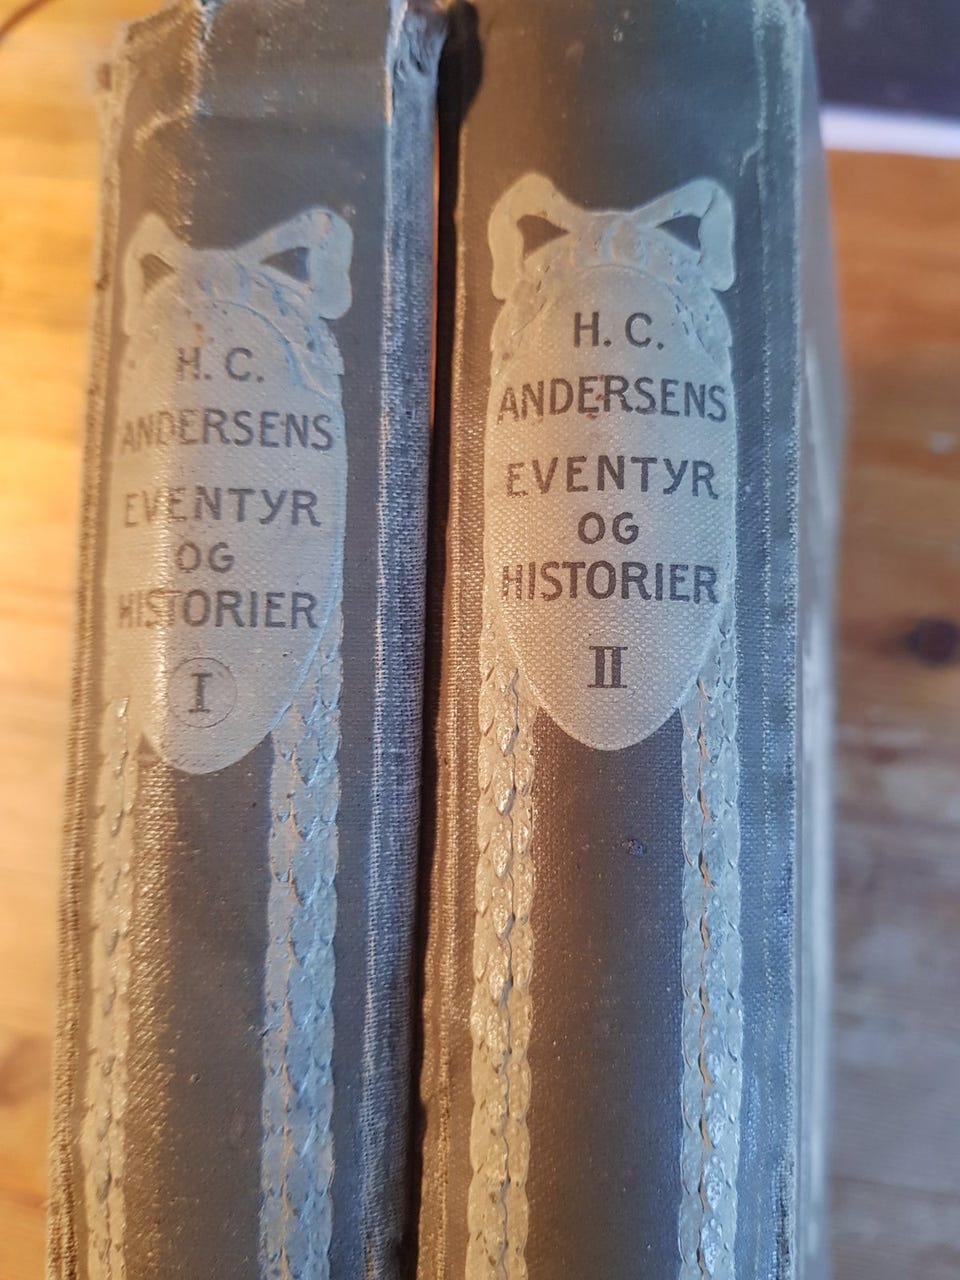 H. C.
ANDERSENS
EVENTYR
OG
HISTORIER
I
H. C.
ANDERSENS
EVENTYR
OG
HISTORIER
II